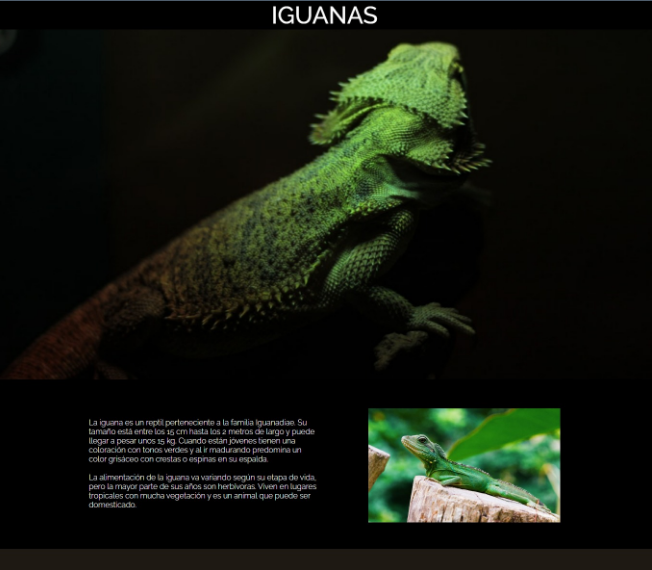 IGUANAS
La iguana es un reptil perteneciente a la familia Iguanadiae. Su
tamaño está entre los 15 cm hasta los 2 metros de largo y puede
llegar a pesar unos 15 kg. Cuando están jóvenes tienen una
coloración con tonos verdes y al ir madurando predomina un
color grisáceo con crestas o espinas en su espalda.
La alimentación de la iguana va variando según su etapa de vida,
pero la mayor parte de sus años son herbívoras. Viven en lugares
tropicales con mucha vegetación y es un animal que puede ser
domesticado.